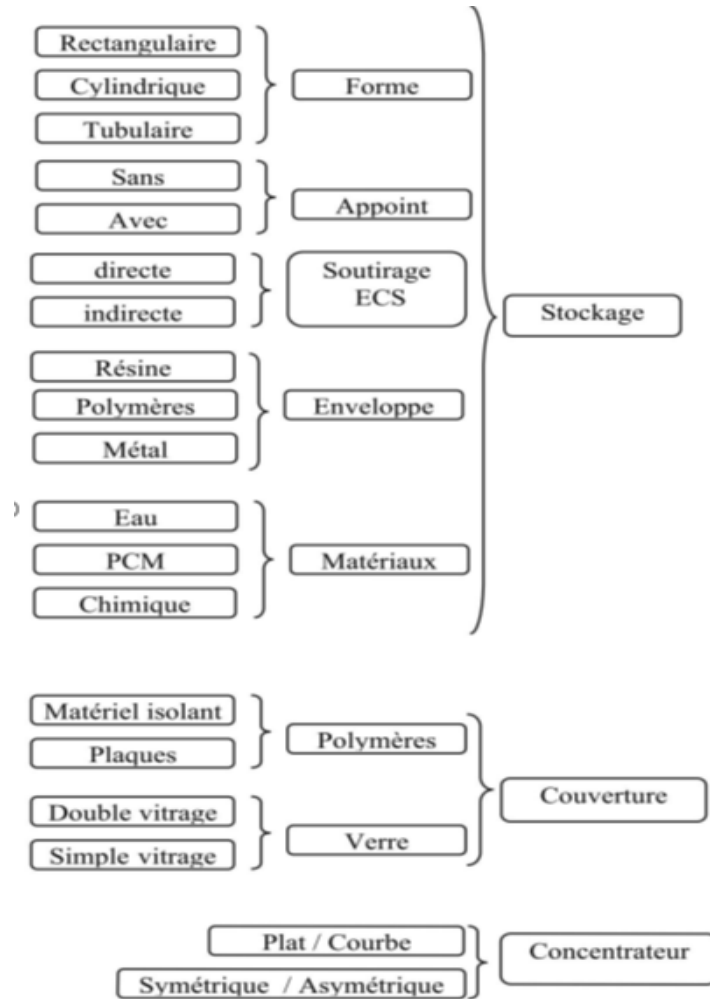 Rectangulaire
Cylindrique
Tubulaire
Forme
Sans
Avec
Appoint
directe
indirecte
Soutirage
ECS
Résine
Polymères
Métal
Enveloppe
Eau
PCM
Chimique
Matériaux
Stockage
Matériel isolant
Plaques
Polymères
Double vitrage
Simple vitrage
Verre
Couverture
Plat / Courbe
Symétrique / Asymétrique
Concentrateur